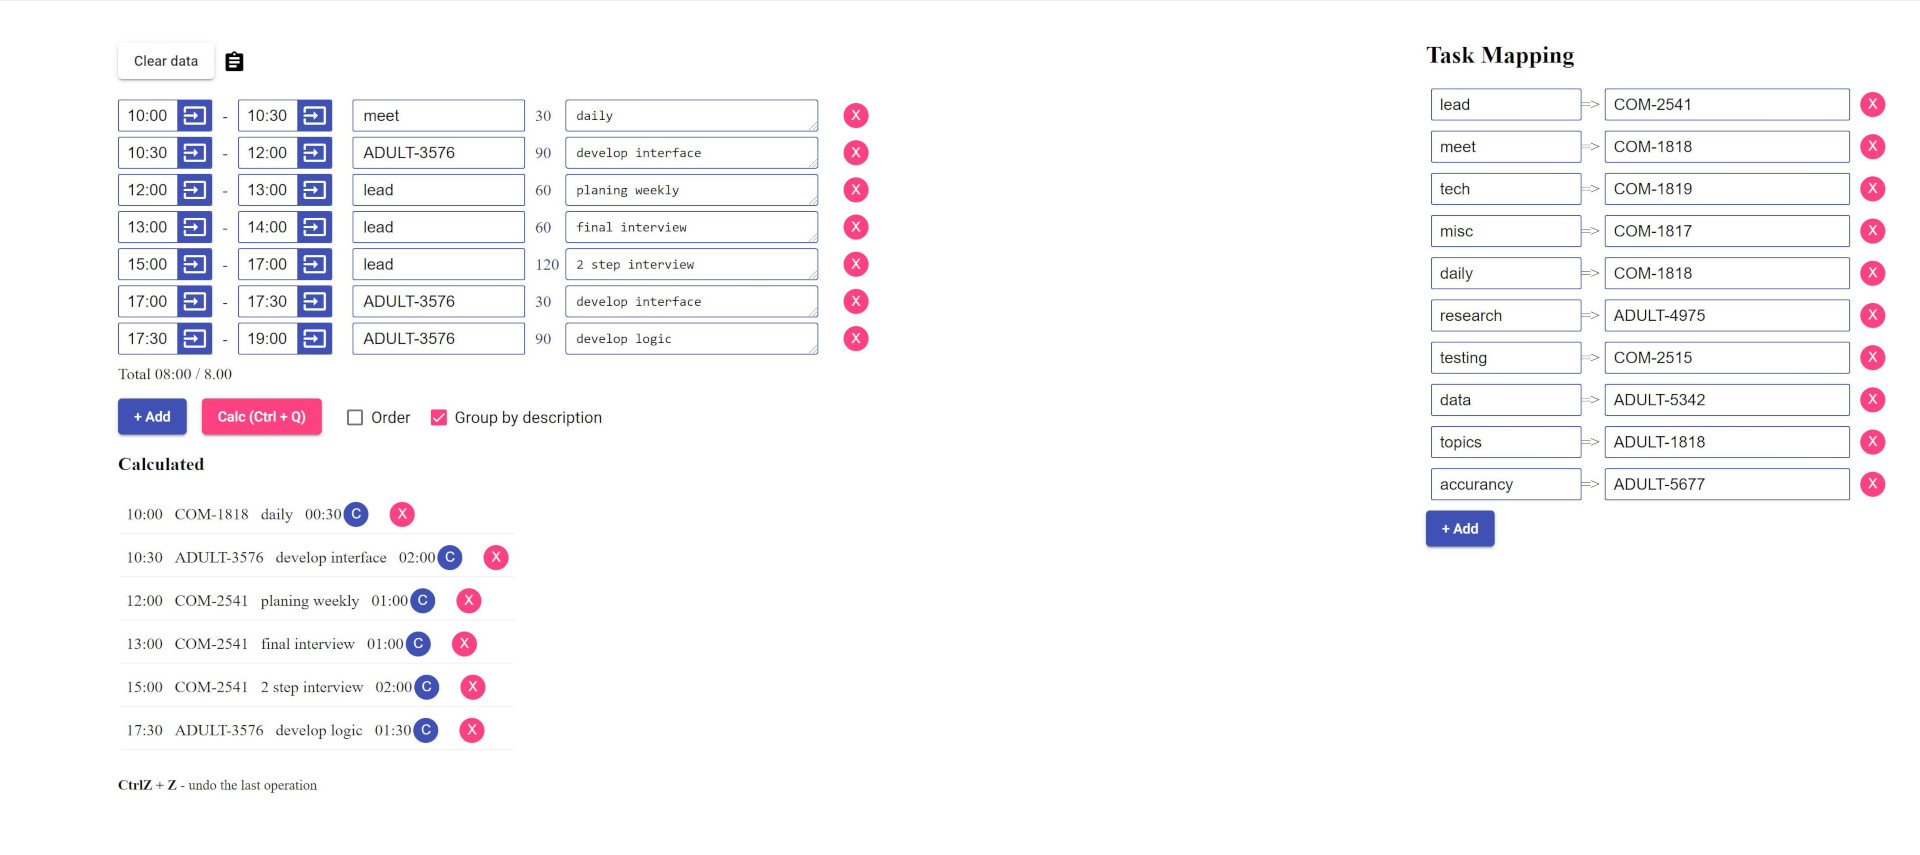 Clear data
10:00 - 10:30 meet 30 daily X
10:30 - 12:00 ADULT-3576 90 develop interface X
12:00 - 13:00 lead 60 planing weekly X
13:00 - 14:00 lead 60 final interview X
15:00 - 17:00 lead 120 2 step interview X
17:00 - 17:30 ADULT-3576 30 develop interface X
17:30 - 19:00 ADULT-3576 90 develop logic X
Total 08:00 / 8.00
+ Add Calc (Ctrl + Q) Order Group by description
Calculated
10:00 COM-1818 daily 00:30 C X
10:30 ADULT-3576 develop interface 02:00 C X
12:00 COM-2541 planing weekly 01:00 C X
13:00 COM-2541 final interview 01:00 C X
15:00 COM-2541 2 step interview 02:00 C X
17:30 ADULT-3576 develop logic 01:30 C X
CtrlZ + Z - undo the last operation
Task Mapping
lead => COM-2541 X
meet => COM-1818 X
tech => COM-1819 X
misc => COM-1817 X
daily => COM-1818 X
research => ADULT-4975 X
testing => COM-2515 X
data => ADULT-5342 X
topics => ADULT-1818 X
accurancy => ADULT-5677 X
+ Add